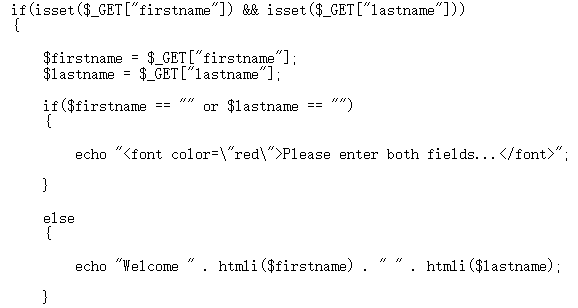 if(isset($_GET["firstname"]) && isset($_GET["lastname"]))
{
$firstname = $_GET["firstname"];
$lastname = $_GET["lastname"];
if($firstname == "" or $lastname == "")
{
echo "<font color=\"red\">Please enter both fields...</font>";
}
else
{
echo "Welcome " . htmli($firstname) . " " . htmli($lastname);
}